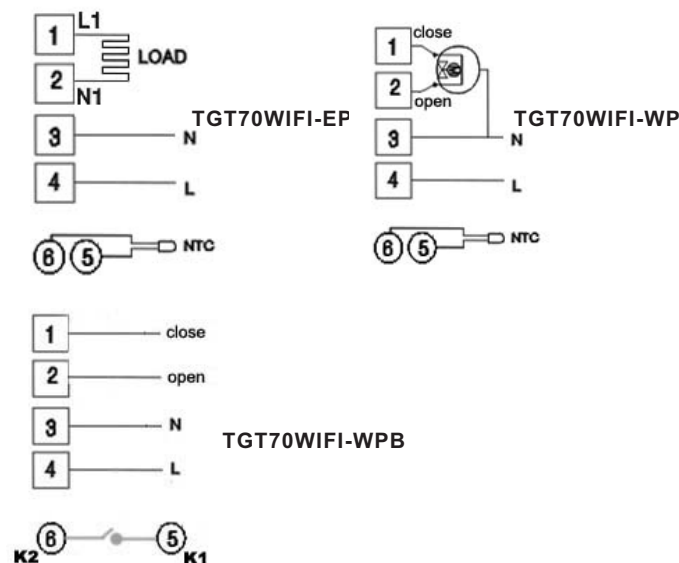 1 L1
LOAD
2 N1
TGT70WIFI-EP
3 N
4 L
6 5 NTC
close
1
2
open
TGT70WIFI-WP
3 N
4 L
6 5 NTC
1 close
2 open
3 N
TGT70WIFI-WPB
4 L
K2 6 5 K1